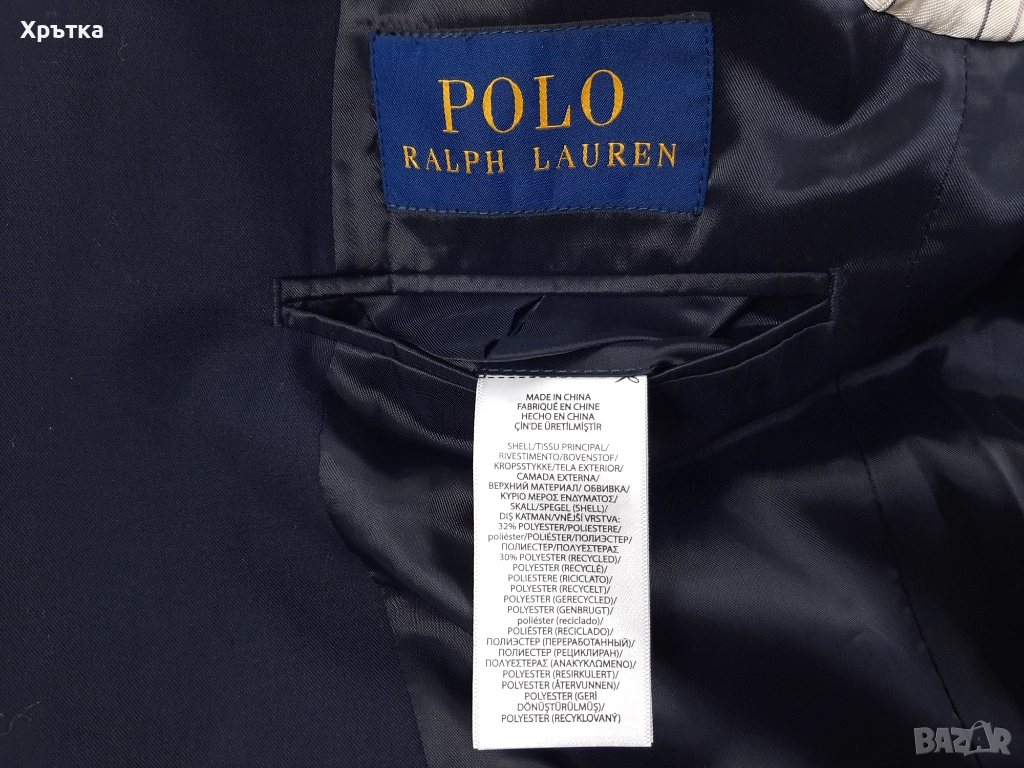 Хрътка
POLO
RALPH LAUREN
MADE IN CHINA
FABRIQUÉ EN CHINE
HECHO EN CHINA
ÇİN'DE ÜRETİLMİŞTİR
SHELL/TISSU PRINCIPAL/
RIVESTIMENTO/BOVENSTOF/
KROPSSTYKKE/TELA EXTERIOR/
CAMADA EXTERNA/
ВЕРХНИЙ МАТЕРИАЛ/ ОБВИВКА/
ΚΥΡΙΟ ΜΕΡΟΣ ΕΝΔΥΜΑΤΟΣ/
SKALL/SPEGEL (SHELL)/
DIŞ KATMAN/VNĚJŠÍ VRSTVA:
32% POLYESTER/POLIESTERE/
poliéster/POLIÉSTER/ПОЛИЭСТЕР/
ПОЛИЕСТЕР/ΠΟΛΥΕΣΤΕΡΑΣ
30% POLYESTER (RECYCLED)/
POLYESTER (RECYCLÉ)/
POLIESTERE (RICICLATO)/
POLYESTER (RECYCELT)/
POLYESTER (GERECYCLED)/
POLYESTER (GENBRUGT)/
poliéster (reciclado)/
POLIÉSTER (RECICLADO)/
ПОЛИЭСТЕР (ПЕРЕРАБОТАННЫЙ)/
ПОЛИЕСТЕР (РЕЦИКЛИРАН)/
ΠΟΛΥΕΣΤΕΡΑΣ (ΑΝΑΚΥΚΛΩΜΕΝΟ)/
POLYESTER (RESIRKULERT)/
POLYESTER (ÅTERVUNNEN)/
POLYESTER (GERİ
DÖNÜŞTÜRÜLMÜŞ)/
POLYESTER (RECYKLOVANÝ)
BAZAR